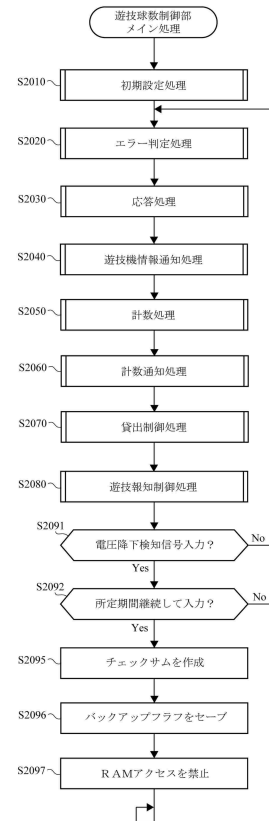 遊技球数制御部
メイン処理
S2010
初期設定処理
S2020
エラー判定処理
S2030
応答処理
S2040
遊技機情報通知処理
S2050
計数処理
S2060
計数通知処理
S2070
貸出制御処理
S2080
遊技報知制御処理
S2091
電圧降下検知信号入力？
No
Yes
S2092
所定期間継続して入力？
No
Yes
S2095
チェックサムを作成
S2096
バックアップフラフをセーブ
S2097
ＲＡＭアクセスを禁止